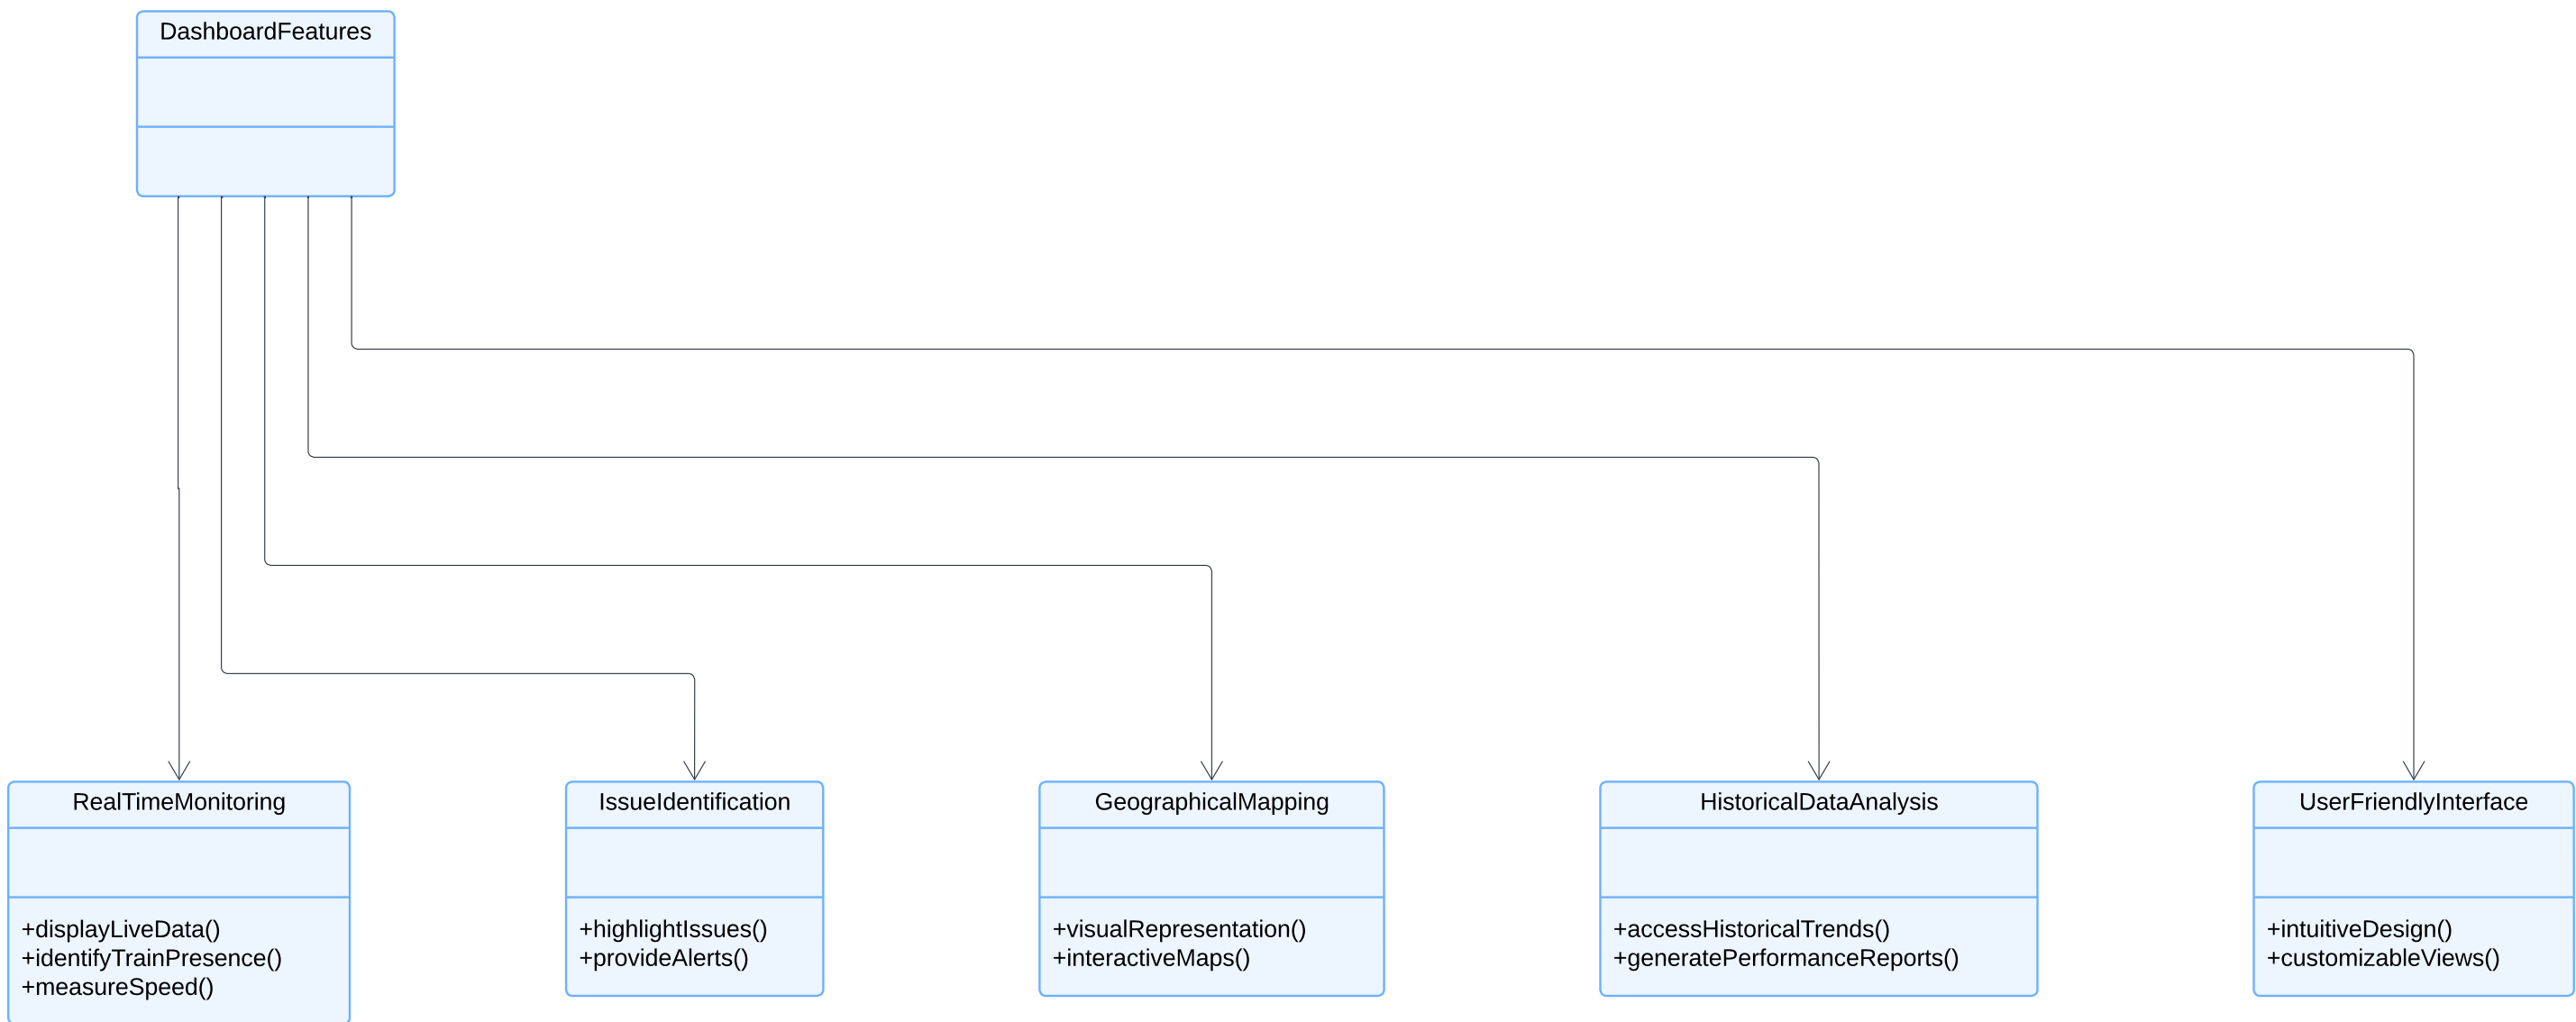 DashboardFeatures
RealTimeMonitoring
+displayLiveData()
+identifyTrainPresence()
+measureSpeed()
IssueIdentification
+highlightIssues()
+provideAlerts()
GeographicalMapping
+visualRepresentation()
+interactiveMaps()
HistoricalDataAnalysis
+accessHistoricalTrends()
+generatePerformanceReports()
UserFriendlyInterface
+intuitiveDesign()
+customizableViews()